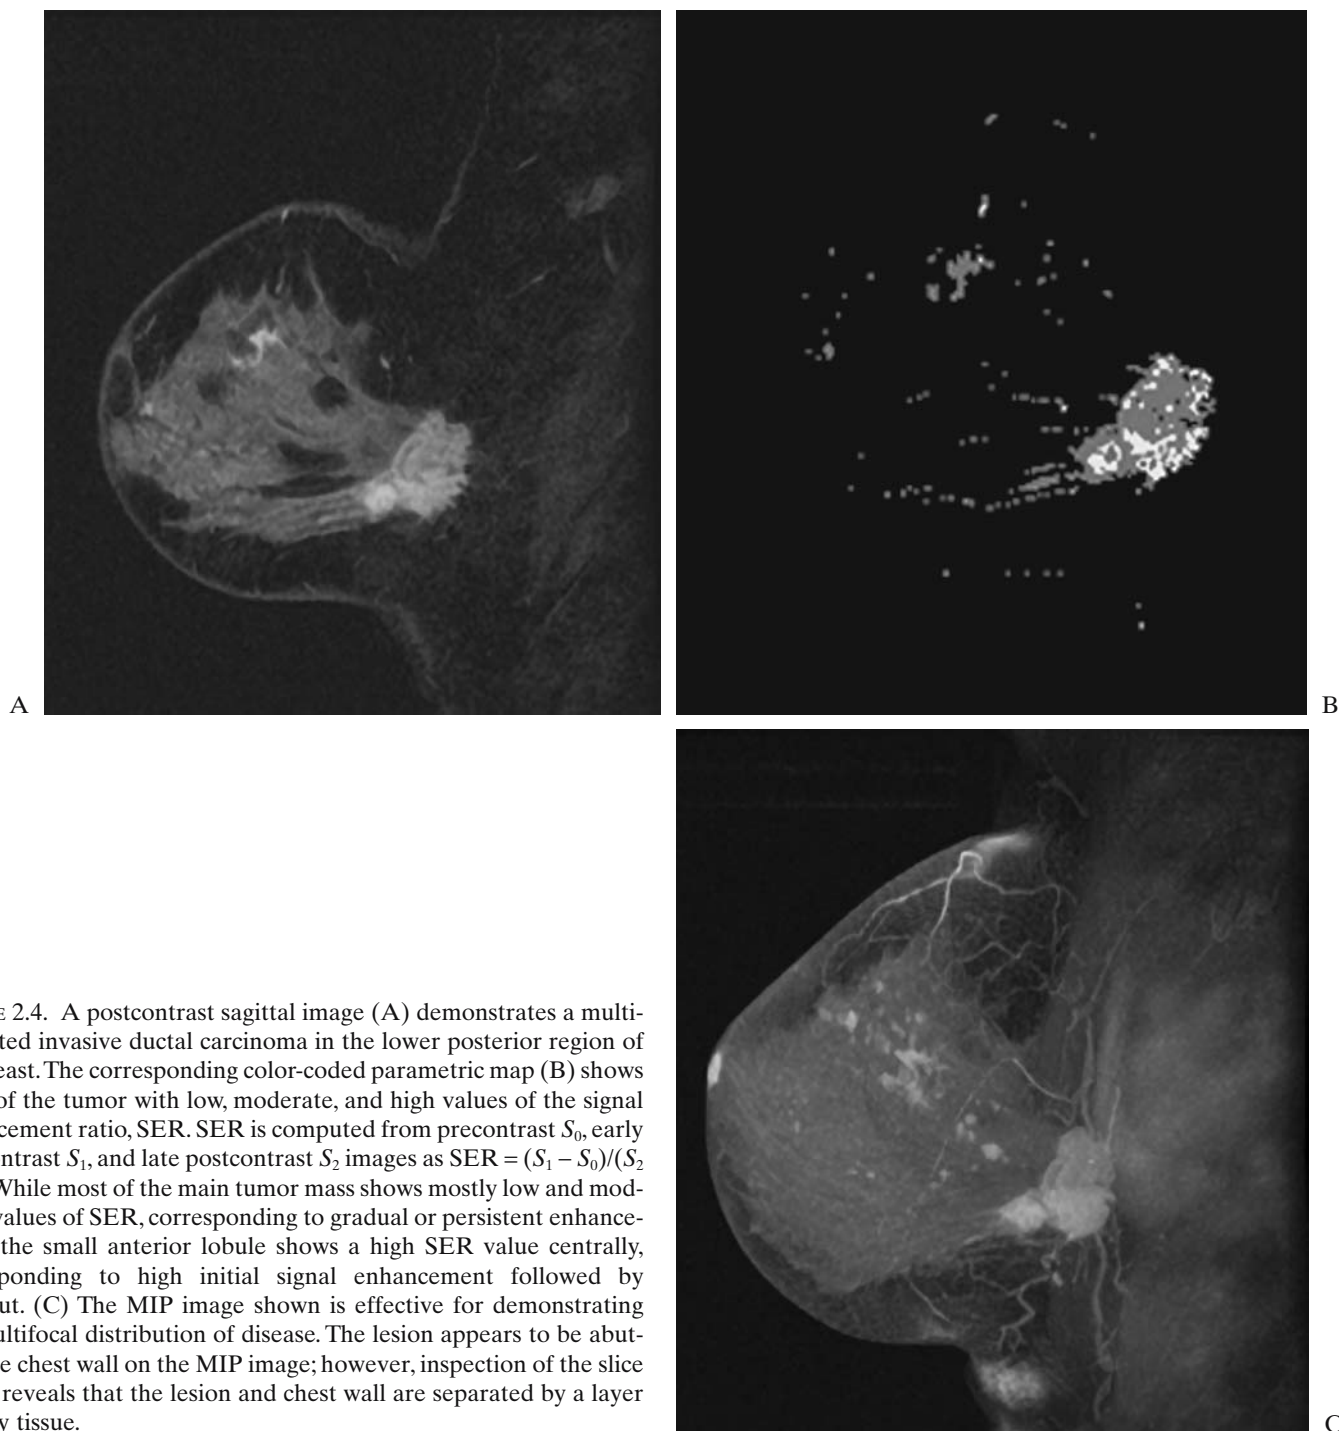 A
B
C
E 2.4. A postcontrast sagittal image (A) demonstrates a multi-
ted invasive ductal carcinoma in the lower posterior region of
east. The corresponding color-coded parametric map (B) shows
of the tumor with low, moderate, and high values of the signal
cement ratio, SER. SER is computed from precontrast S₀, early
ntrast S₁, and late postcontrast S₂ images as SER = (S₁ – S₀)/(S₂
While most of the main tumor mass shows mostly low and mod-
values of SER, corresponding to gradual or persistent enhance-
the small anterior lobule shows a high SER value centrally,
ponding to high initial signal enhancement followed by
ut. (C) The MIP image shown is effective for demonstrating
ultifocal distribution of disease. The lesion appears to be abut-
e chest wall on the MIP image; however, inspection of the slice
reveals that the lesion and chest wall are separated by a layer
y tissue.